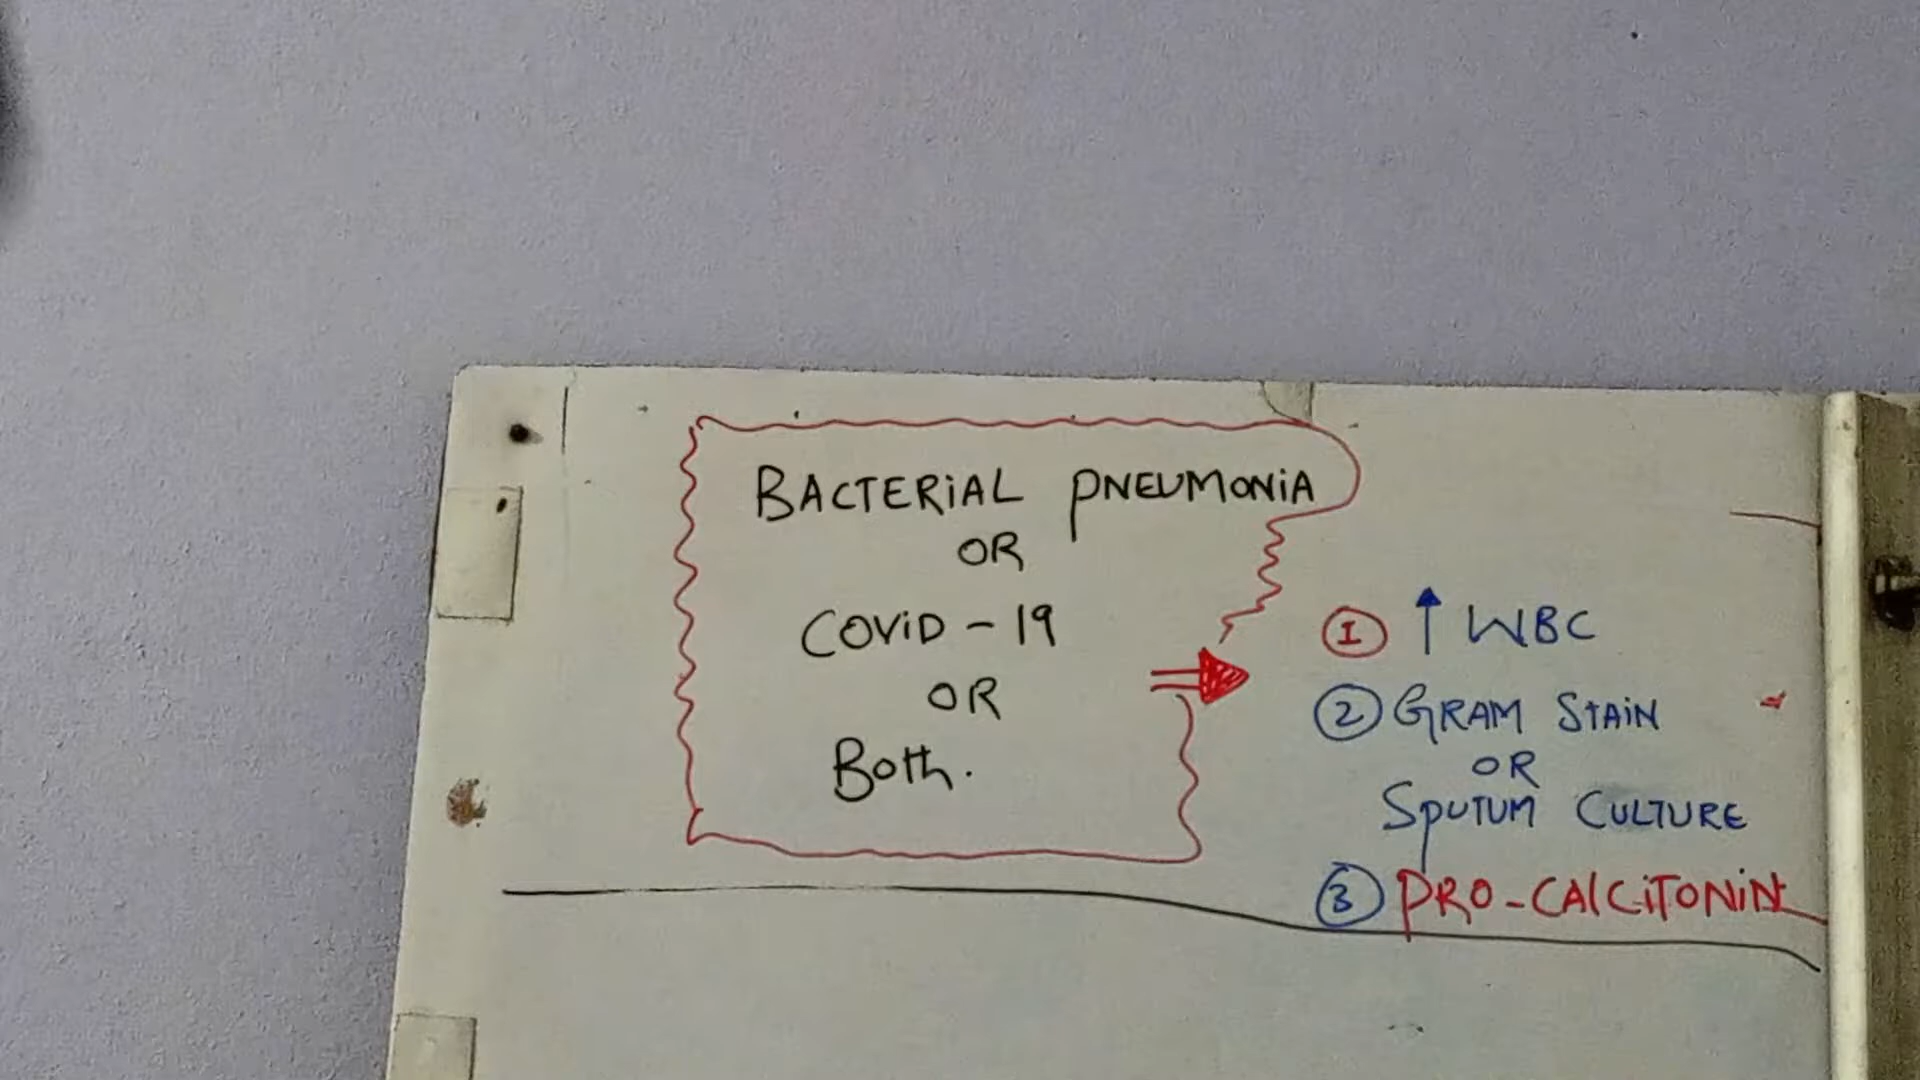 BACTERiAL PNEUMONiA
OR
COViD - 19
OR
Both.
1 ↑ WBC
2 GRAM StAiN
OR
SpUTUM CULTURE
3 PRO-CAlCiTONiN